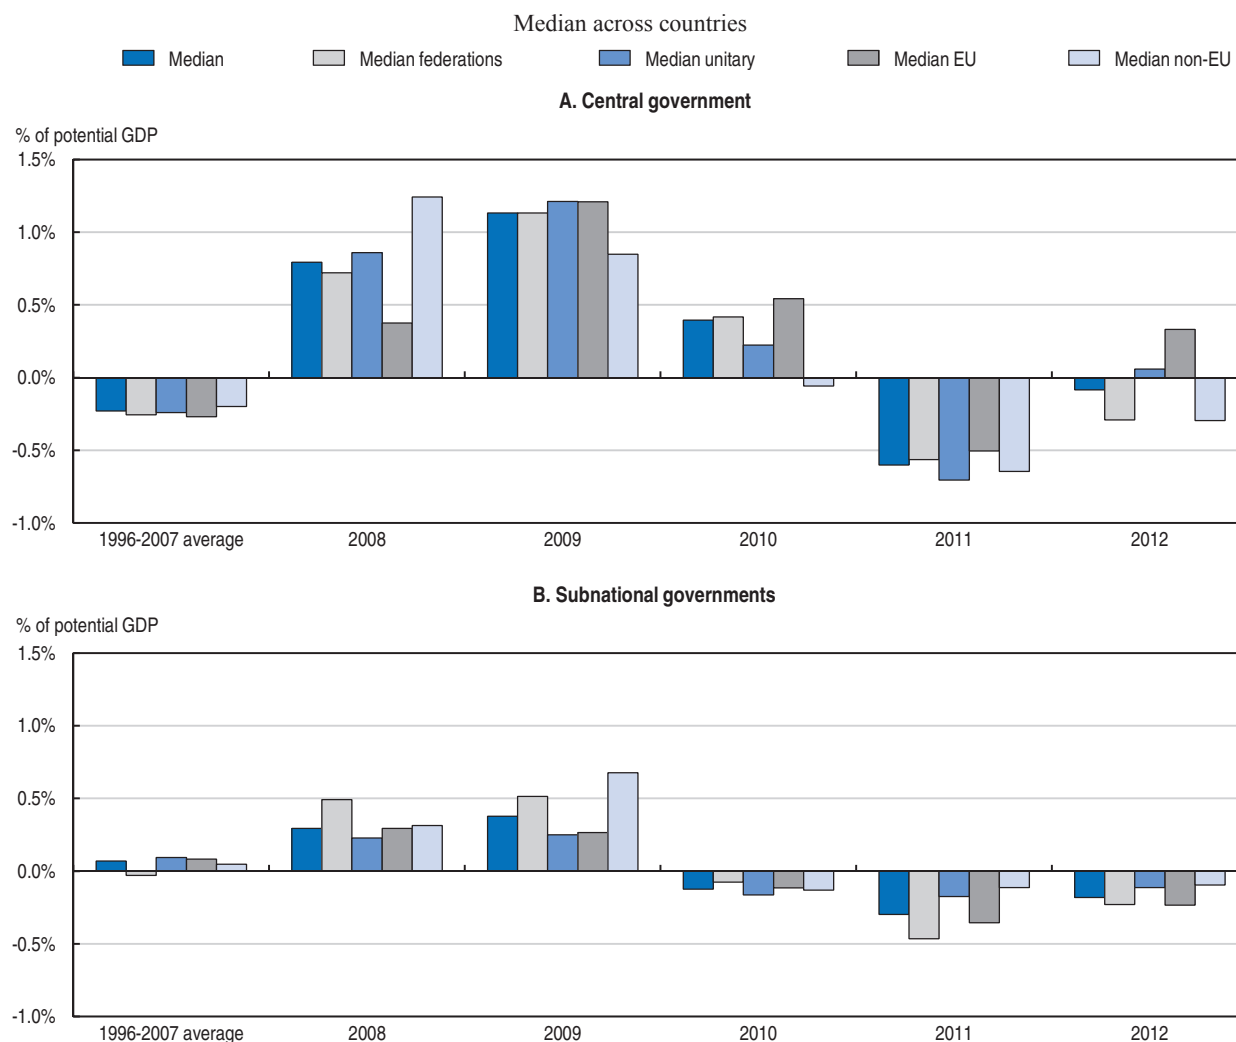 Median across countries
Median Median federations Median unitary Median EU Median non-EU
A. Central government
% of potential GDP
1.5%
1.0%
0.5%
0.0%
-0.5%
-1.0%
1996-2007 average 2008 2009 2010 2011 2012
B. Subnational governments
% of potential GDP
1.5%
1.0%
0.5%
0.0%
-0.5%
-1.0%
1996-2007 average 2008 2009 2010 2011 2012